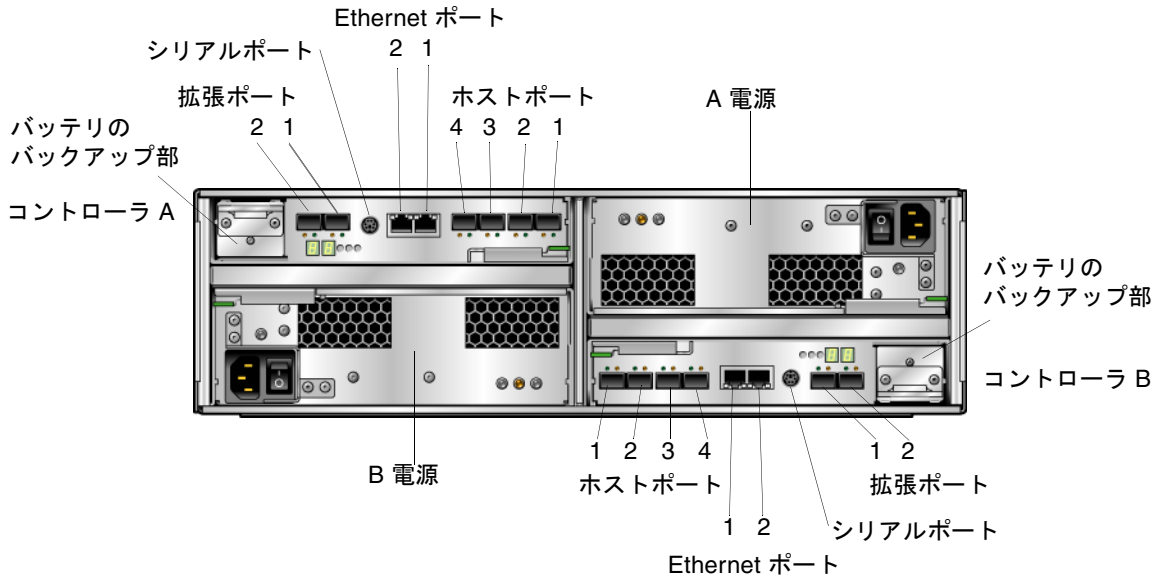 Ethernet ポート
シリアルポート
2 1
拡張ポート
ホストポート
A 電源
2 1
4 3 2 1
バッテリの
バックアップ部
コントローラ A
バッテリの
バックアップ部
コントローラ B
1 2 3 4
1 2
B 電源
ホストポート
拡張ポート
1 2
シリアルポート
Ethernet ポート